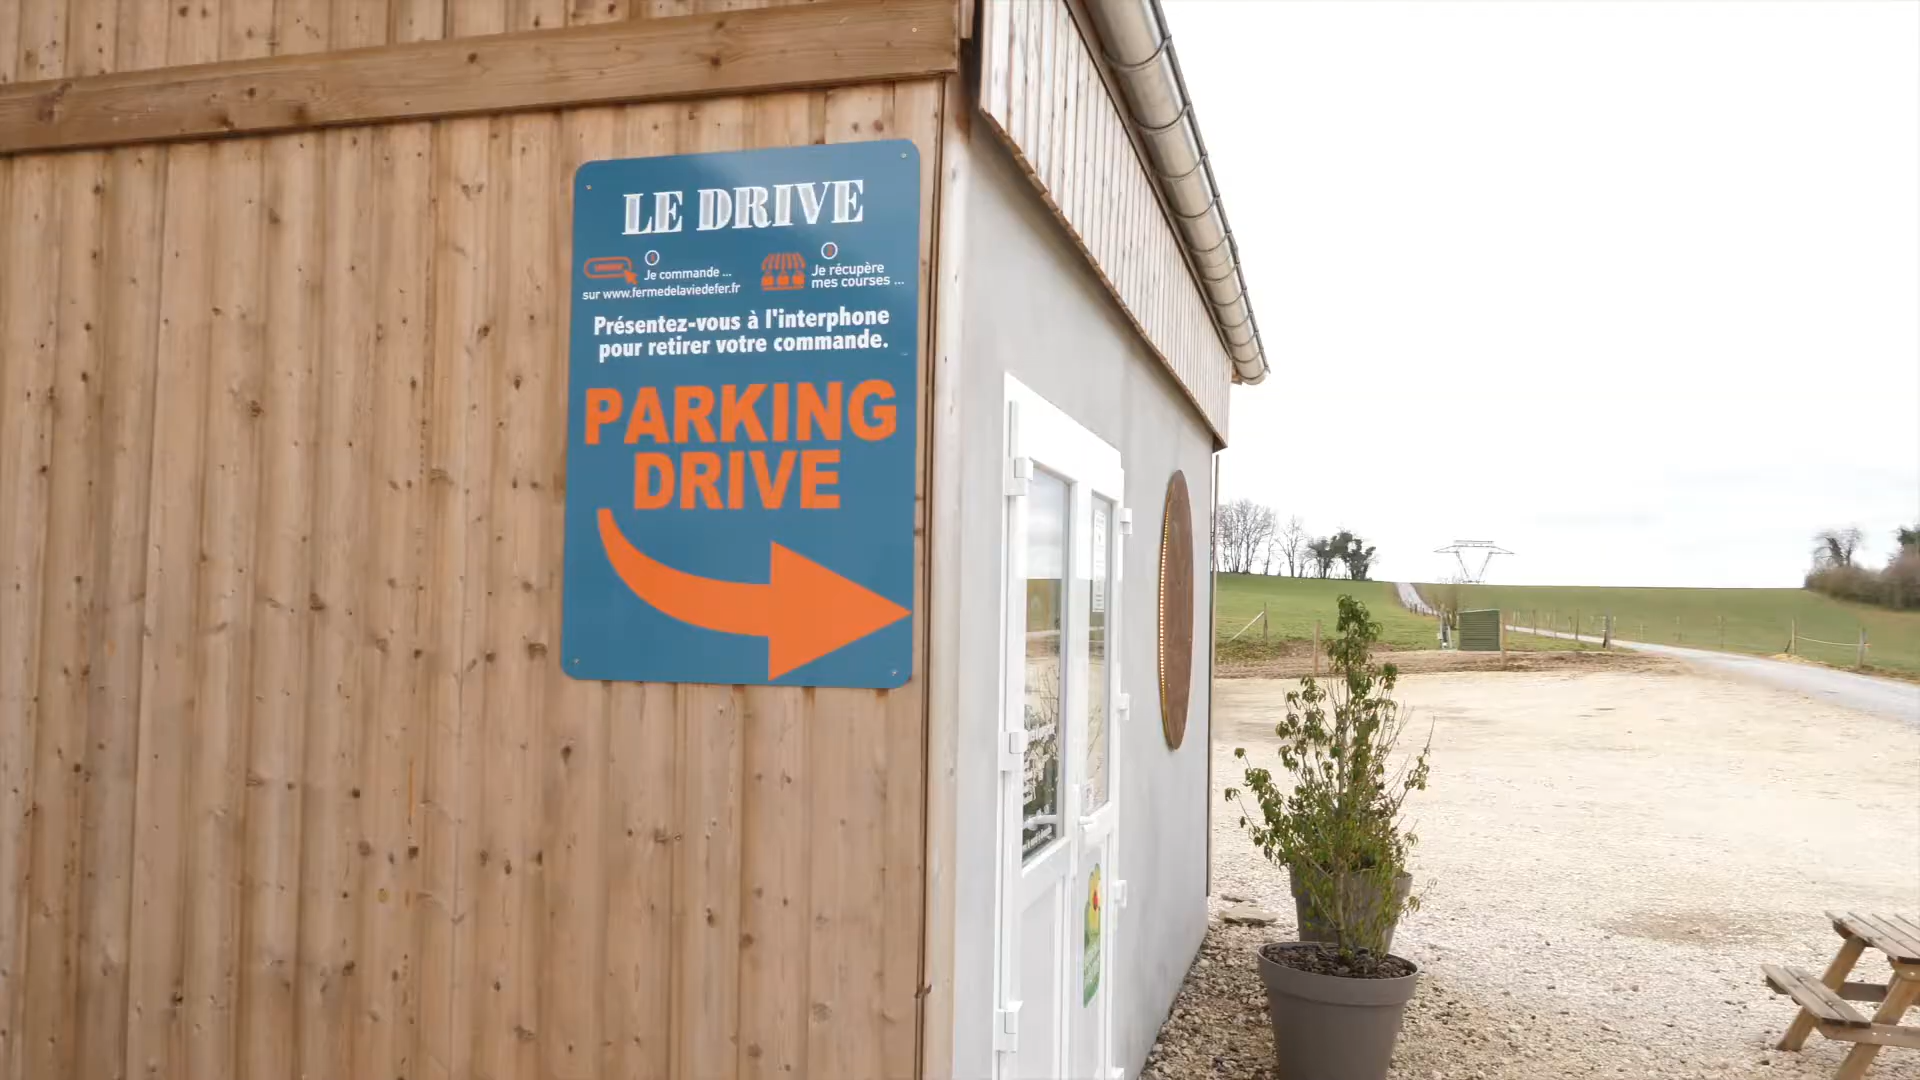 LE DRIVE
Je commande ...
sur www.fermedelaviedefer.fr
Je récupère
mes courses ...
Présentez-vous à l'interphone
pour retirer votre commande.
PARKING
DRIVE